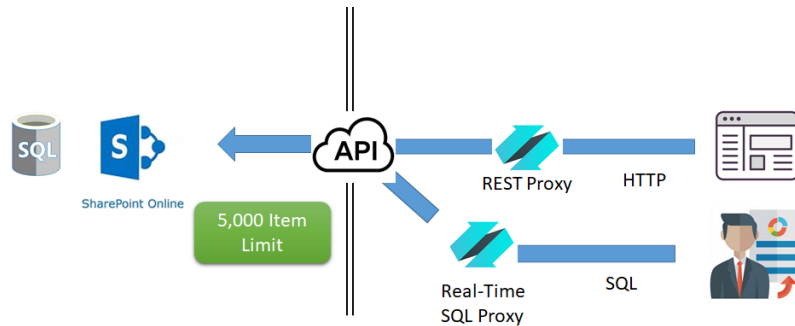 SQL
S
SharePoint Online
5,000 Item
Limit
API
REST Proxy
HTTP
Real-Time
SQL Proxy
SQL